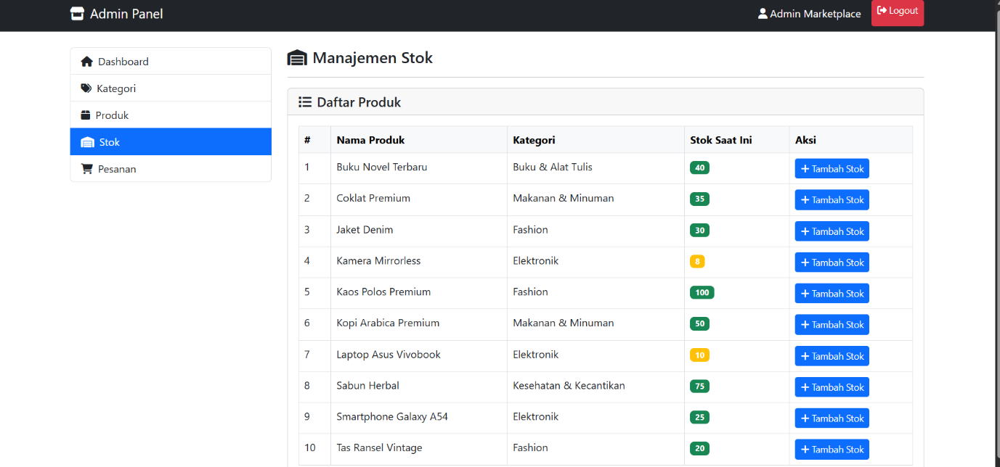 Admin Panel
Admin Marketplace
Logout
Dashboard
Kategori
Produk
Stok
Pesanan
Manajemen Stok
Daftar Produk
# Nama Produk Kategori Stok Saat Ini Aksi
1 Buku Novel Terbaru Buku & Alat Tulis 40 + Tambah Stok
2 Coklat Premium Makanan & Minuman 35 + Tambah Stok
3 Jaket Denim Fashion 30 + Tambah Stok
4 Kamera Mirrorless Elektronik 8 + Tambah Stok
5 Kaos Polos Premium Fashion 100 + Tambah Stok
6 Kopi Arabica Premium Makanan & Minuman 50 + Tambah Stok
7 Laptop Asus Vivobook Elektronik 10 + Tambah Stok
8 Sabun Herbal Kesehatan & Kecantikan 75 + Tambah Stok
9 Smartphone Galaxy A54 Elektronik 25 + Tambah Stok
10 Tas Ransel Vintage Fashion 20 + Tambah Stok